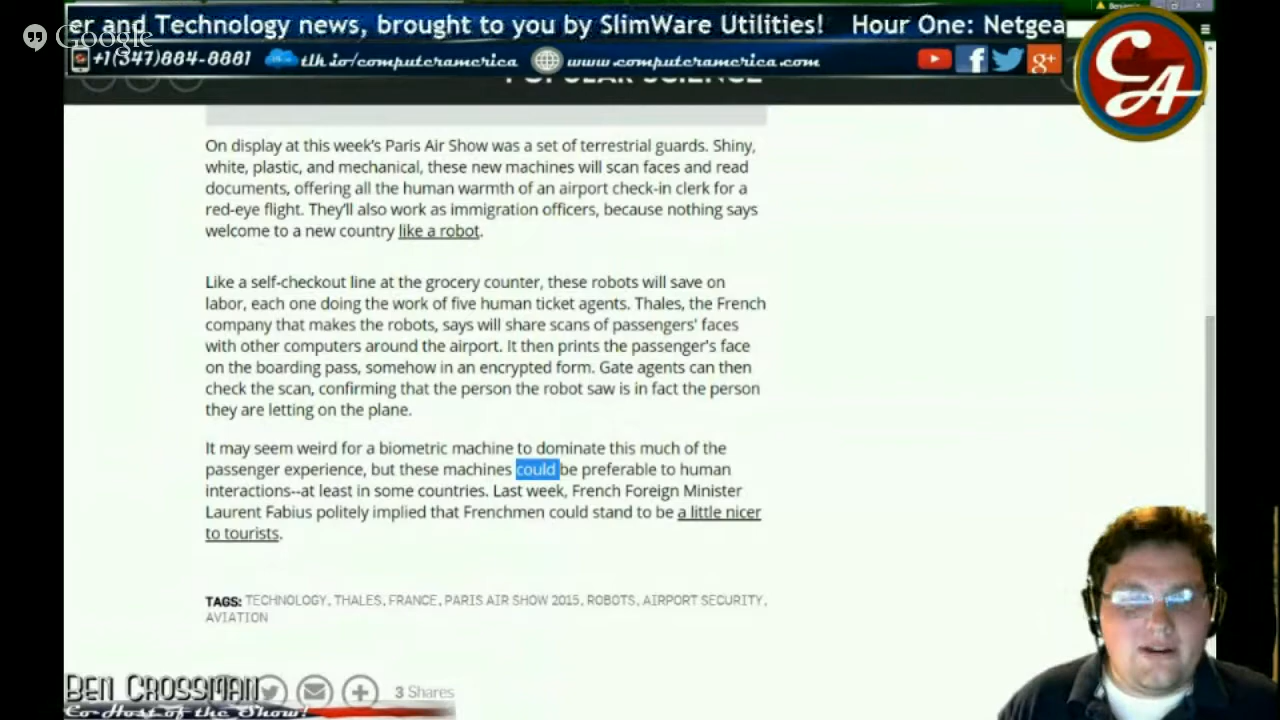 er and Technology news, brought to you by SlimWare Utilities! Hour One: Netgea
Google
+1(347)884-8881 tlk.io/computeramerica www.computeramerica.com
CA
POPULAR SCIENCE
On display at this week's Paris Air Show was a set of terrestrial guards. Shiny,
white, plastic, and mechanical, these new machines will scan faces and read
documents, offering all the human warmth of an airport check-in clerk for a
red-eye flight. They'll also work as immigration officers, because nothing says
welcome to a new country like a robot.
Like a self-checkout line at the grocery counter, these robots will save on
labor, each one doing the work of five human ticket agents. Thales, the French
company that makes the robots, says will share scans of passengers' faces
with other computers around the airport. It then prints the passenger's face
on the boarding pass, somehow in an encrypted form. Gate agents can then
check the scan, confirming that the person the robot saw is in fact the person
they are letting on the plane.
It may seem weird for a biometric machine to dominate this much of the
passenger experience, but these machines could be preferable to human
interactions--at least in some countries. Last week, French Foreign Minister
Laurent Fabius politely implied that Frenchmen could stand to be a little nicer
to tourists.
TAGS: TECHNOLOGY, THALES, FRANCE, PARIS AIR SHOW 2015, ROBOTS, AIRPORT SECURITY,
AVIATION
BEN CROSSMAN
Co-Host of the Show!
3 Shares